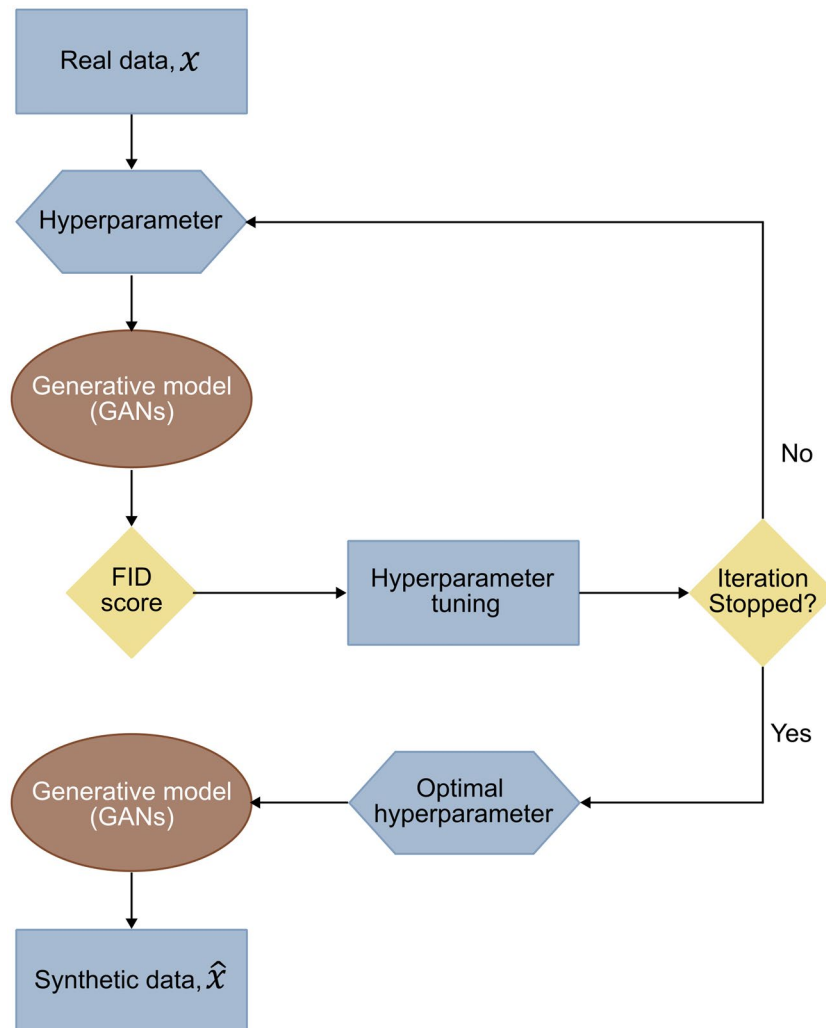 Real data, x
Hyperparameter
Generative model
(GANs)
No
FID
score
Hyperparameter
tuning
Iteration
Stopped?
Yes
Generative model
(GANs)
Optimal
hyperparameter
Synthetic data, x̂